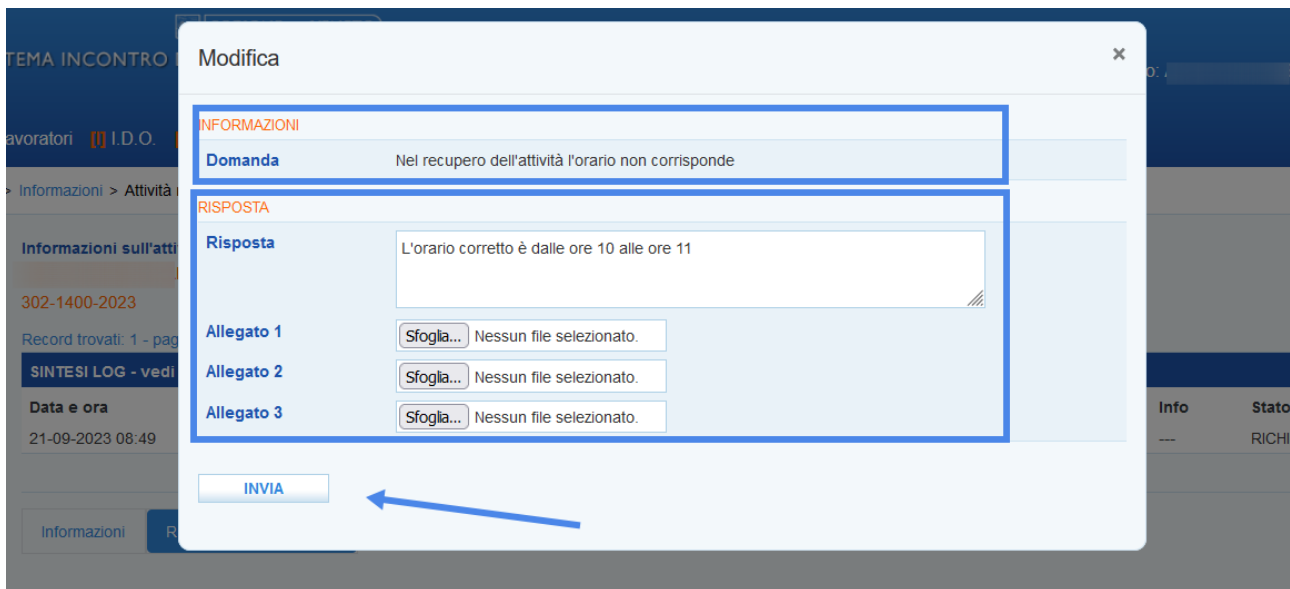 TEMA INCONTRO
avoratori [I] I.D.O.
> Informazioni > Attività
Informazioni sull'atti
302-1400-2023
Record trovati: 1 - pag
SINTESI LOG - vedi
Data e ora
21-09-2023 08:49
Informazioni
Modifica
×
INFORMAZIONI
Domanda Nel recupero dell'attività l'orario non corrisponde
RISPOSTA
Risposta L'orario corretto è dalle ore 10 alle ore 11
Allegato 1 Sfoglia... Nessun file selezionato.
Allegato 2 Sfoglia... Nessun file selezionato.
Allegato 3 Sfoglia... Nessun file selezionato.
INVIA
o:
Info Stato
--- RICHI